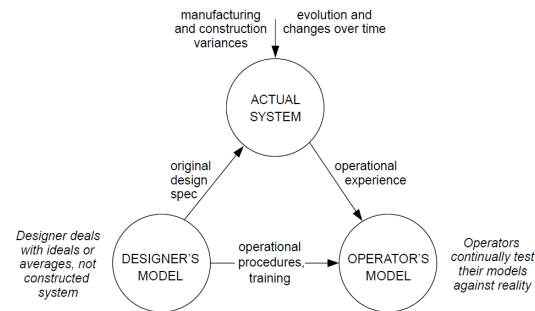 manufacturing
and construction
variances
evolution and
changes over time
ACTUAL
SYSTEM
original
design
spec
operational
experience
Designer deals
with ideals or
averages, not
constructed
system
DESIGNER'S
MODEL
operational
procedures,
training
OPERATOR'S
MODEL
Operators
continually test
their models
against reality